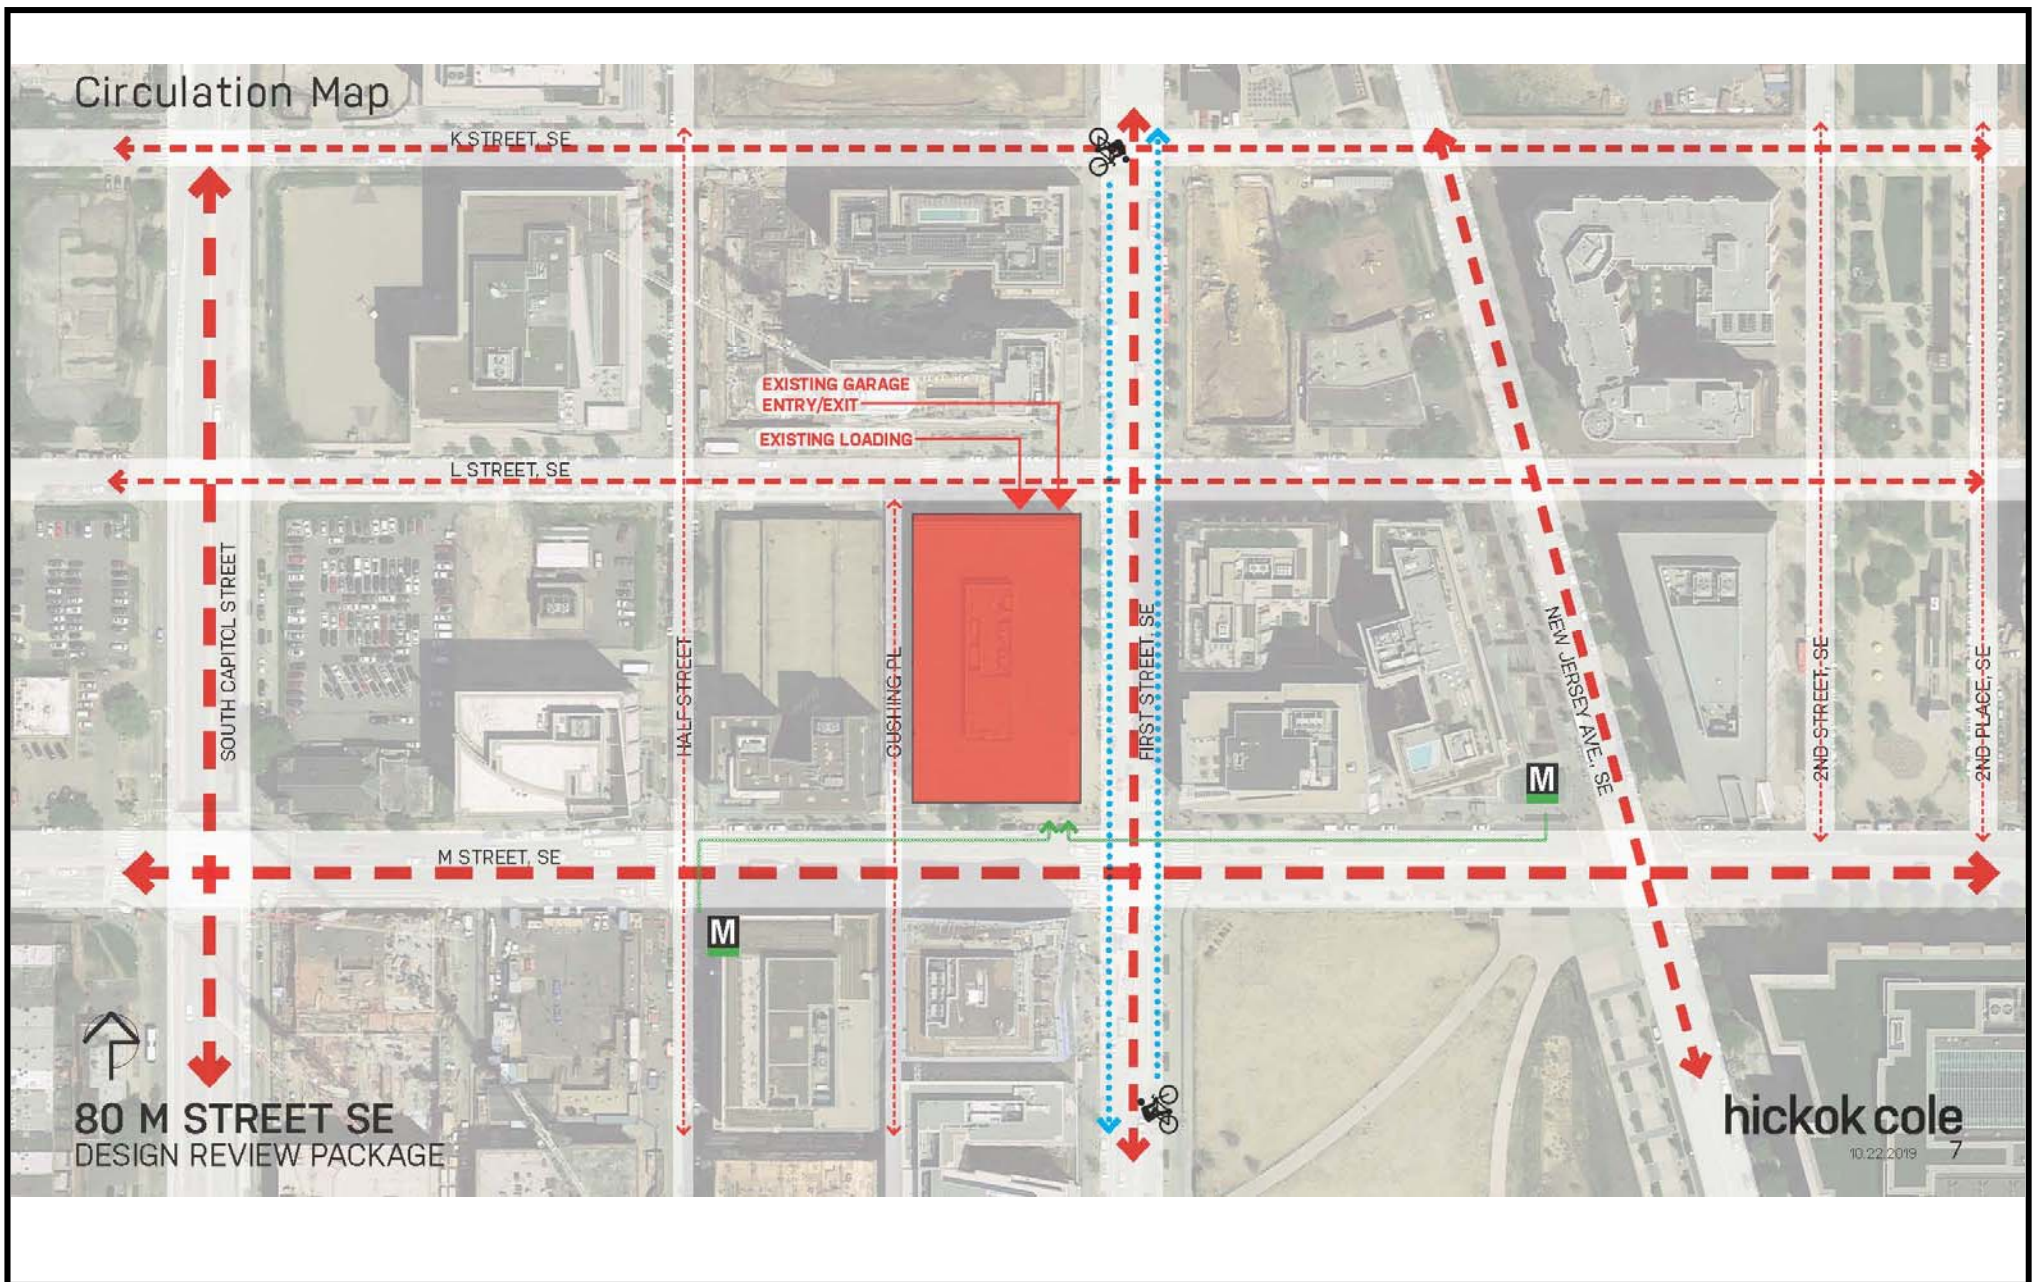 Circulation Map
K STREET, SE
EXISTING GARAGE
ENTRY/EXIT
EXISTING LOADING
L STREET, SE
SOUTH CAPITOL STREET
HALF STREET
CUSHING PL
FIRST STREET, SE
NEW JERSEY AVE, SE
2ND STREET, SE
2ND PLACE, SE
M
M STREET, SE
M
80 M STREET SE
DESIGN REVIEW PACKAGE
hickok cole
10.22.2019 7